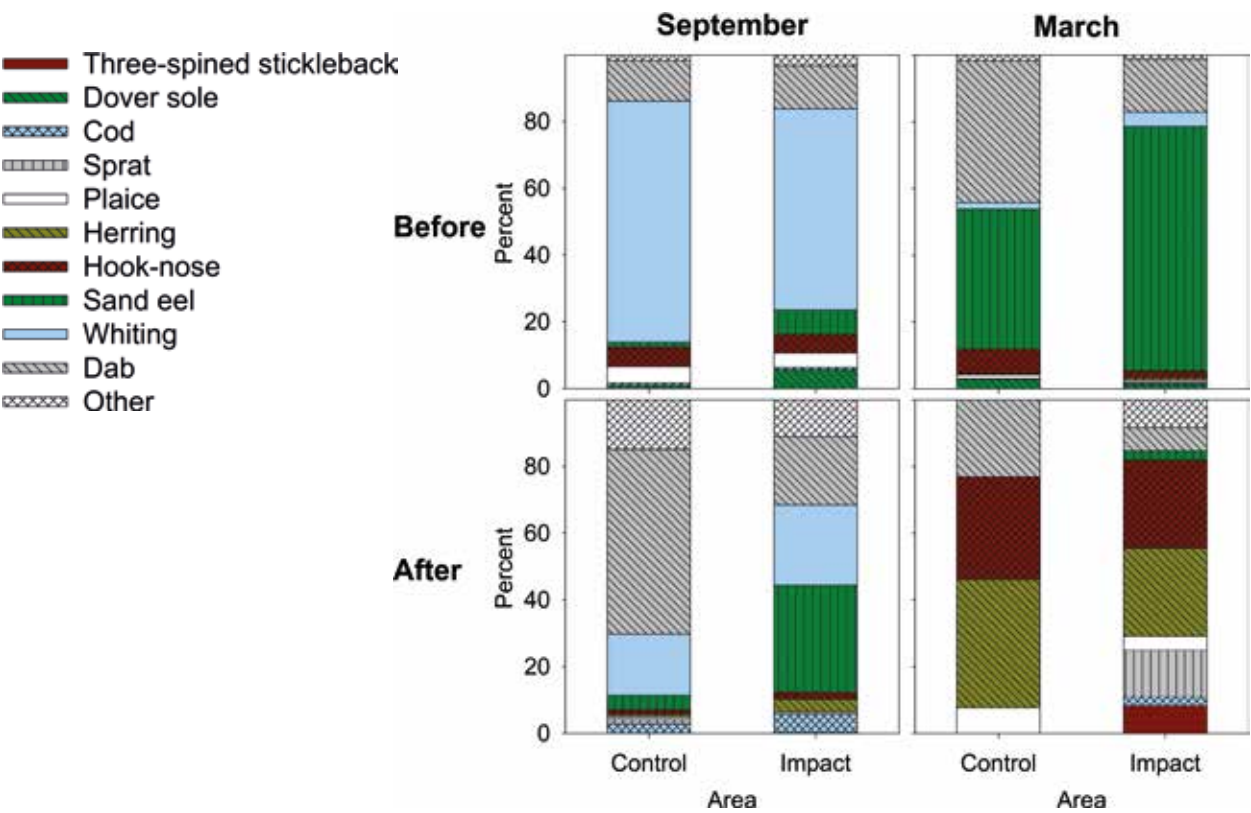 September March
Three-spined stickleback
Dover sole
Cod
Sprat
Plaice
Herring
Hook-nose
Sand eel
Whiting
Dab
Other
Before
Percent
80
60
40
20
0
After
Percent
80
60
40
20
0
Control Impact Control Impact
Area Area